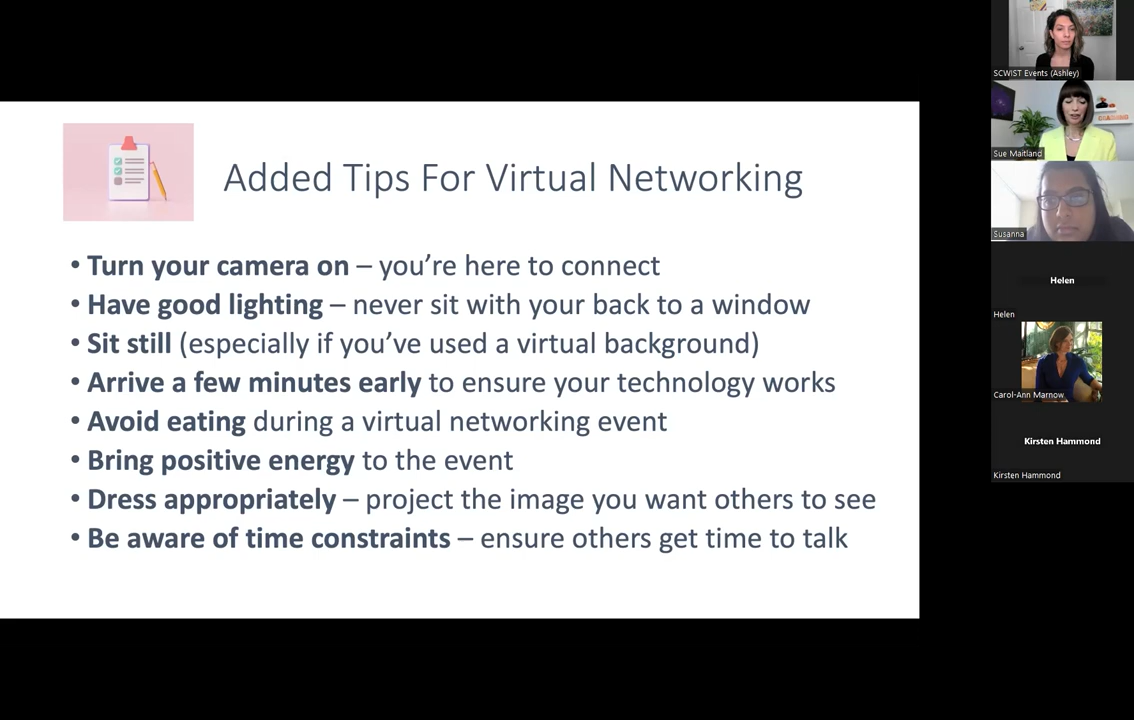 Added Tips For Virtual Networking
• Turn your camera on – you’re here to connect
• Have good lighting – never sit with your back to a window
• Sit still (especially if you’ve used a virtual background)
• Arrive a few minutes early to ensure your technology works
• Avoid eating during a virtual networking event
• Bring positive energy to the event
• Dress appropriately – project the image you want others to see
• Be aware of time constraints – ensure others get time to talk
SCWIST Events (Ashley)
Sue Maitland
Susanna
Helen
Helen
Carol-Ann Marnow
Kirsten Hammond
Kirsten Hammond